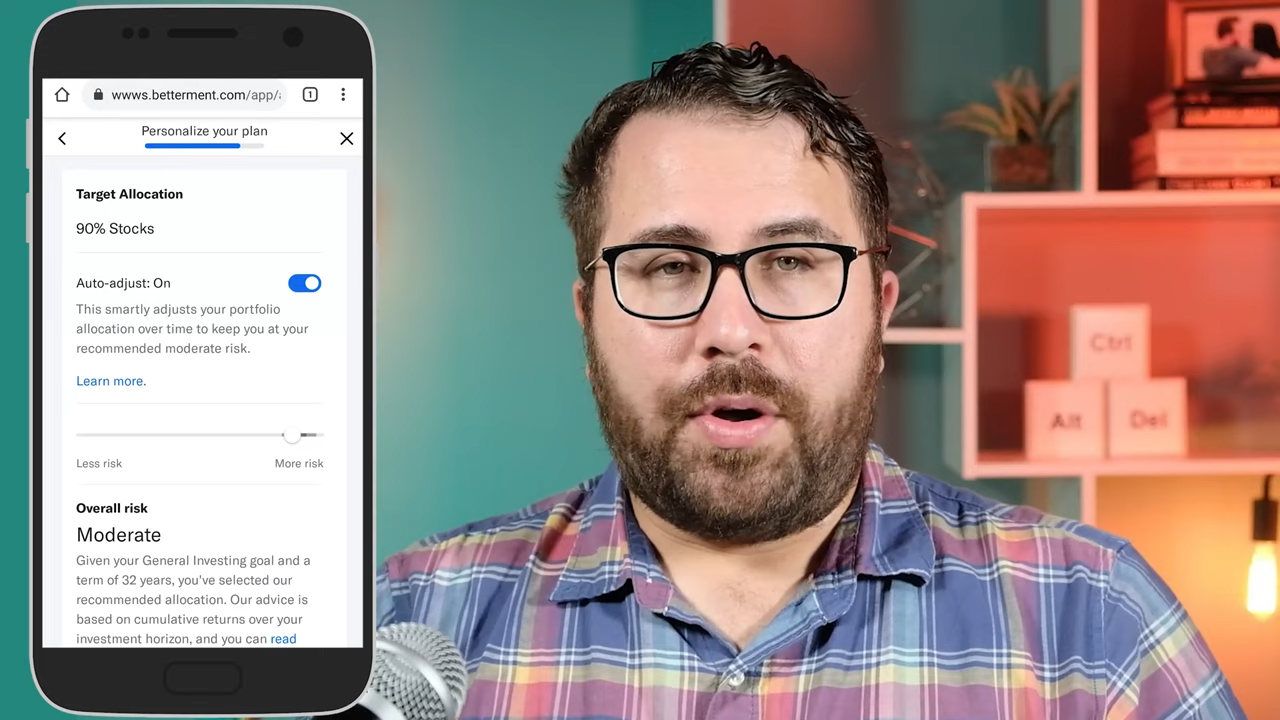 wwws.betterment.com/app/
1
Personalize your plan
Target Allocation
90% Stocks
Auto-adjust: On
This smartly adjusts your portfolio
allocation over time to keep you at your
recommended moderate risk.
Learn more.
Less risk
More risk
Overall risk
Moderate
Given your General Investing goal and a
term of 32 years, you've selected our
recommended allocation. Our advice is
based on cumulative returns over your
investment horizon, and you can read
Ctrl
Alt
Del